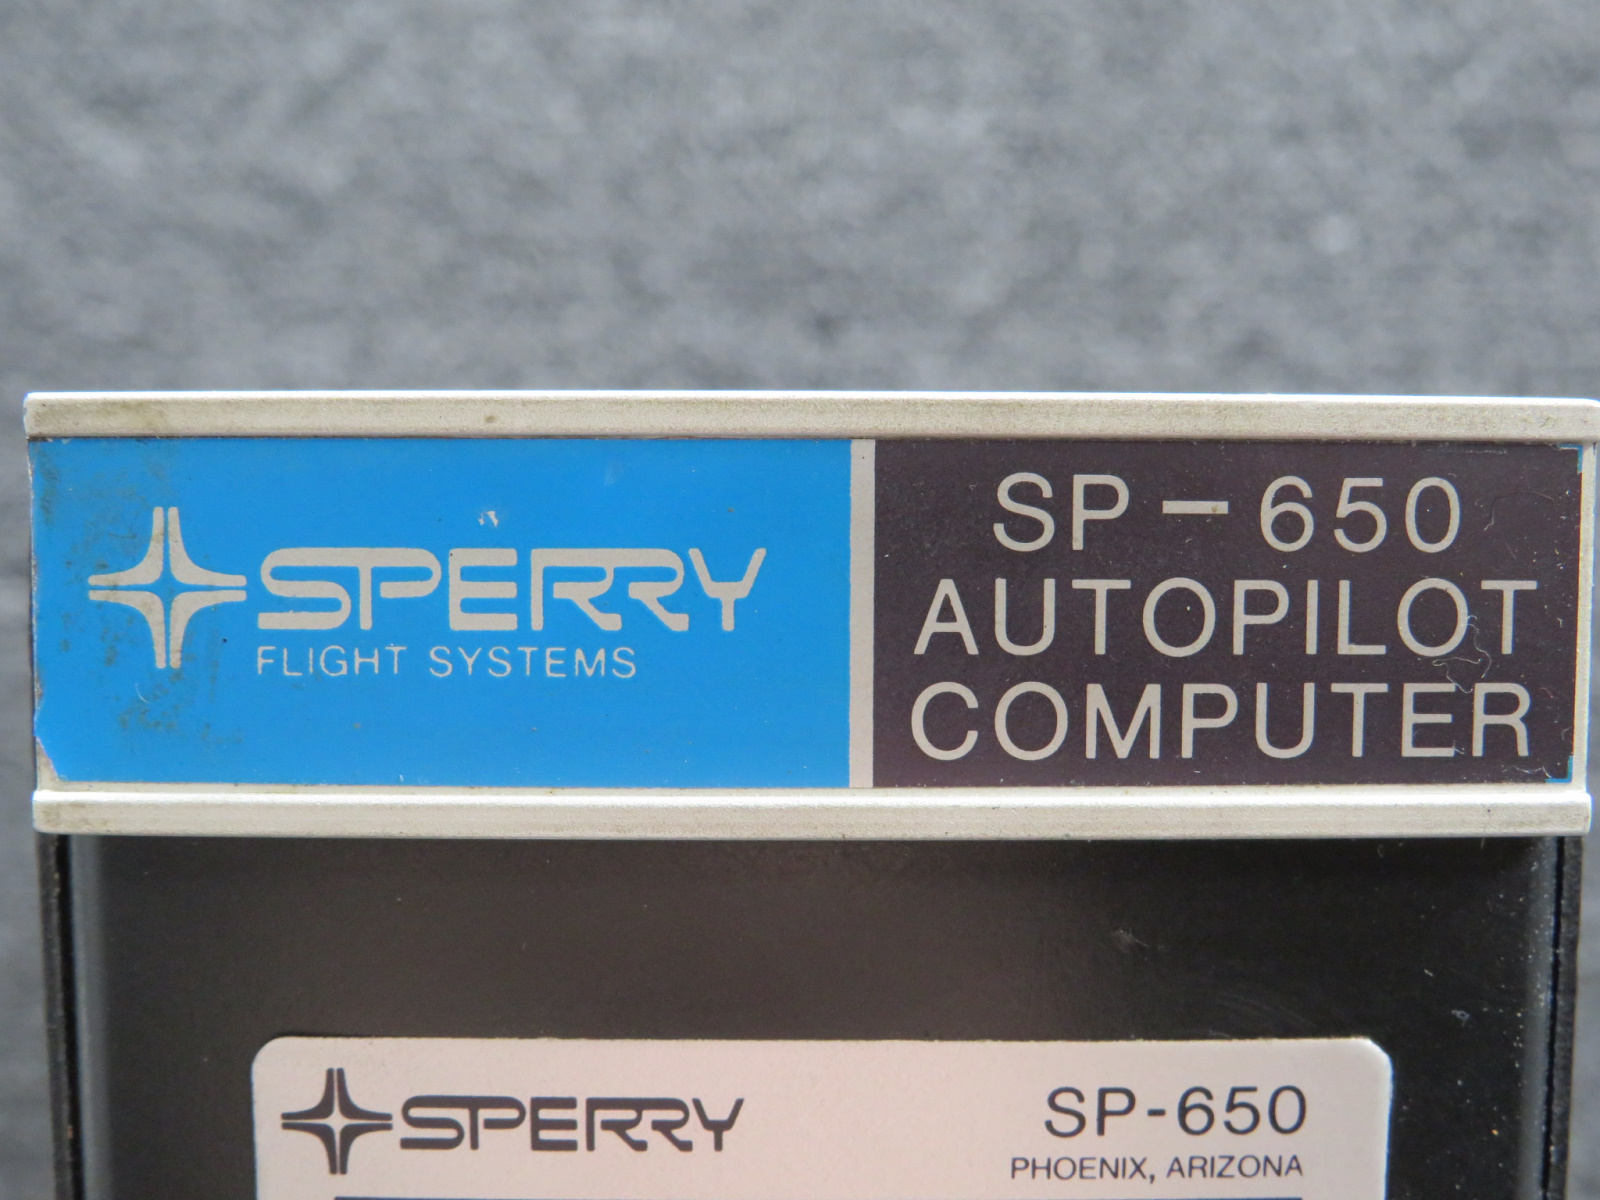 SPERRY
FLIGHT SYSTEMS
SP-650
AUTOPILOT
COMPUTER
SPERRY
SP-650
PHOENIX, ARIZONA